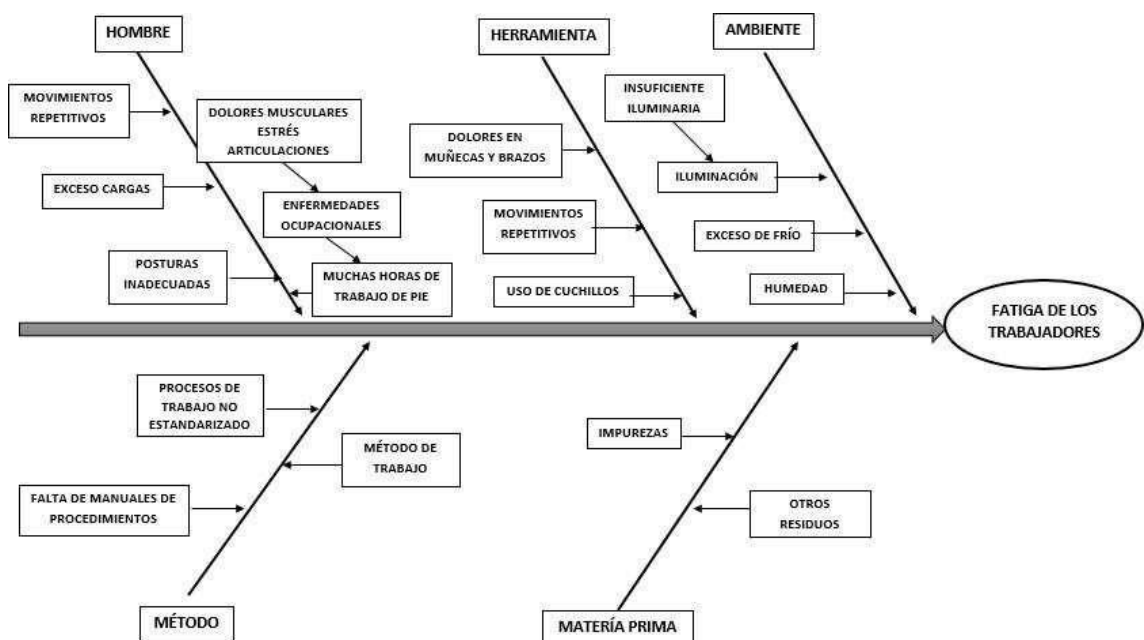 HOMBRE
HERRAMIENTA
AMBIENTE
MOVIMIENTOS
REPETITIVOS
DOLORES MUSCULARES
ESTRÉS
ARTICULACIONES
EXCESO CARGAS
ENFERMEDADES
OCUPACIONALES
POSTURAS
INADECUADAS
MUCHAS HORAS DE
TRABAJO DE PIE
DOLORES EN
MUÑECAS Y BRAZOS
MOVIMIENTOS
REPETITIVOS
USO DE CUCHILLOS
INSUFICIENTE
ILUMINARIA
ILUMINACIÓN
EXCESO DE FRÍO
HUMEDAD
FATIGA DE LOS
TRABAJADORES
PROCESOS DE
TRABAJO NO
ESTANDARIZADO
MÉTODO DE
TRABAJO
FALTA DE MANUALES DE
PROCEDIMIENTOS
IMPUREZAS
OTROS
RESIDUOS
MÉTODO
MATERÍA PRIMA